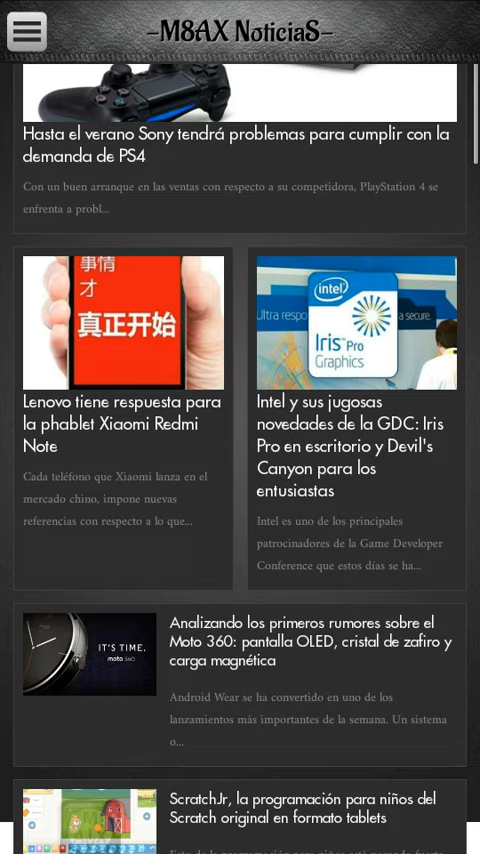 -M8AX NoticiaS-
Hasta el verano Sony tendrá problemas para cumplir con la
demanda de PS4
Con un buen arranque en las ventas con respecto a su competidora, PlayStation 4 se
enfrenta a probl...
事情
才
真正开始
Lenovo tiene respuesta para
la phablet Xiaomi Redmi
Note
Cada teléfono que Xiaomi lanza en el
mercado chino, impone nuevas
referencias con respecto a lo que...
intel
Ultra respo
a secure.
Iris™ Pro
Graphics
Intel y sus jugosas
novedades de la GDC: Iris
Pro en escritorio y Devil's
Canyon para los
entusiastas
Intel es uno de los principales
patrocinadores de la Game Developer
Conference que estos días se ha...
IT'S TIME.
moto 360
Analizando los primeros rumores sobre el
Moto 360: pantalla OLED, cristal de zafiro y
carga magnética
Android Wear se ha convertido en uno de los
lanzamientos más importantes de la semana. Un sistema
o...
ScratchJr, la programación para niños del
Scratch original en formato tablets